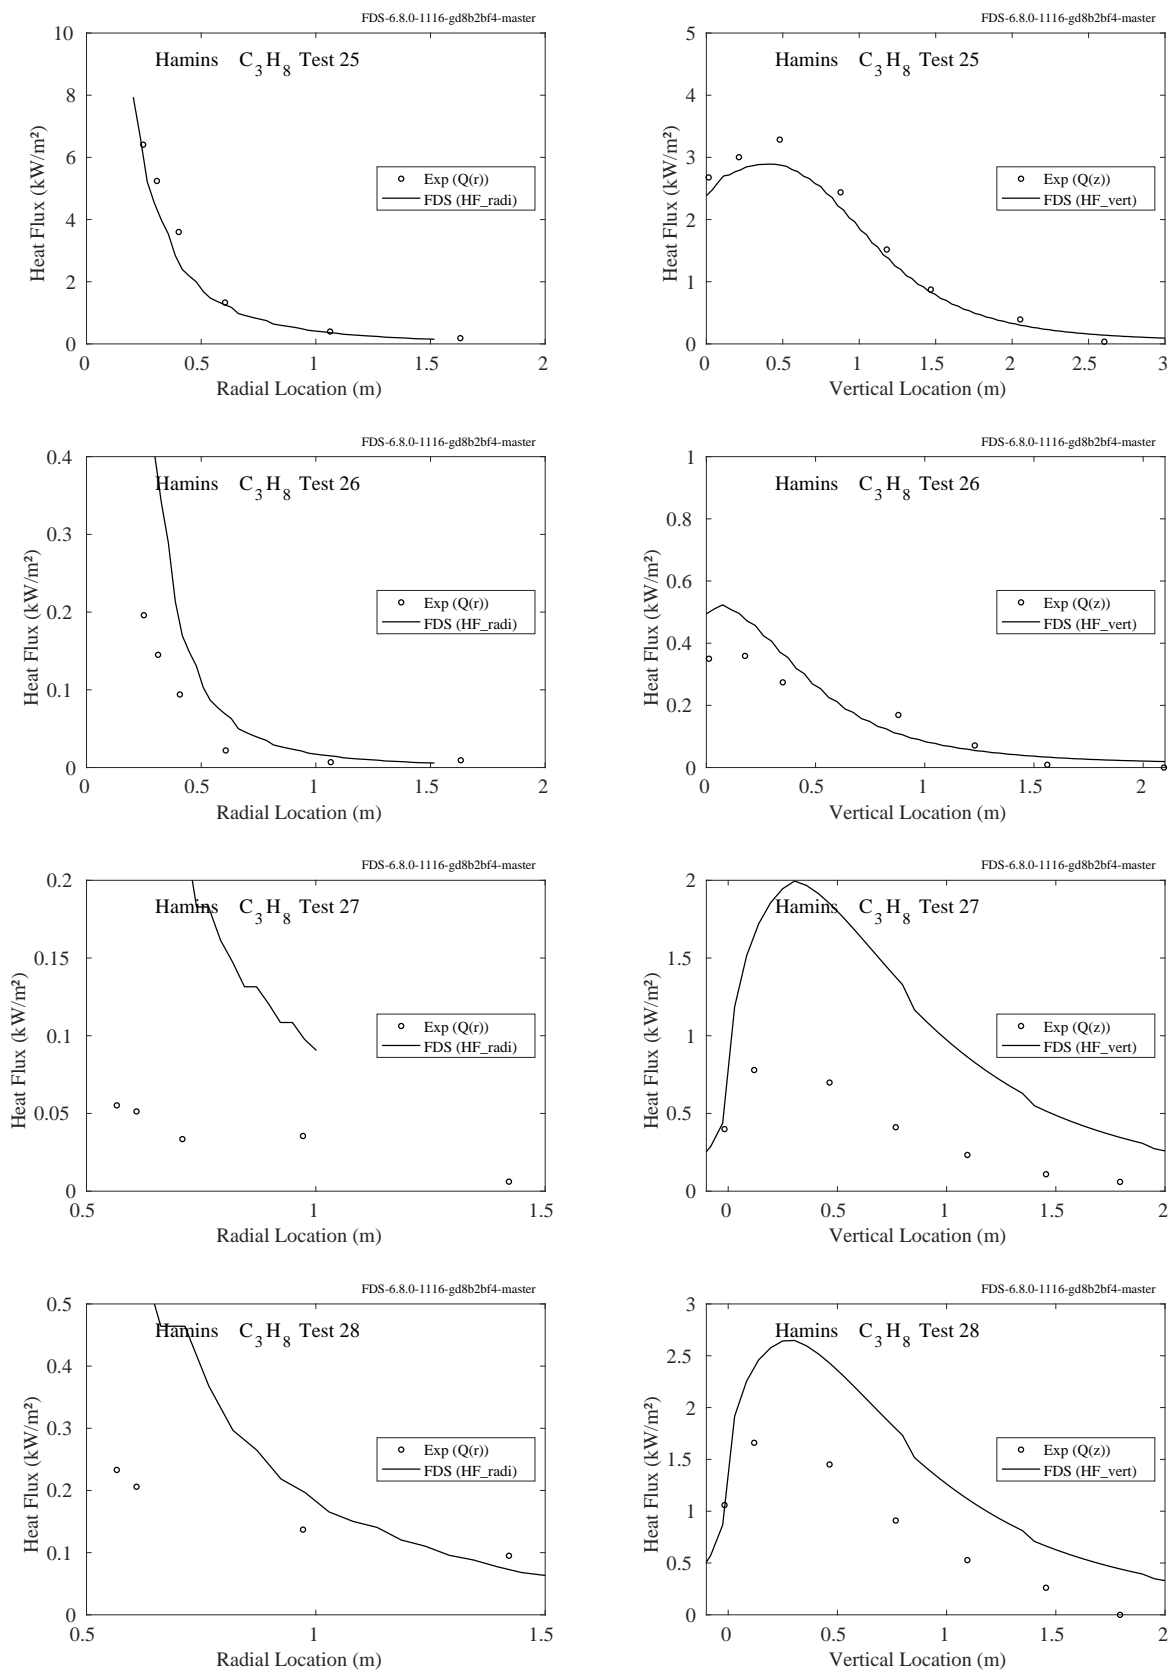 FDS-6.8.0-1116-gd8b2bf4-master
Hamins C3H8 Test 25
Exp (Q(r))
FDS (HF_radi)
10
8
6
4
2
0
Heat Flux (kW/m²)
0 0.5 1 1.5 2
Radial Location (m)
FDS-6.8.0-1116-gd8b2bf4-master
Hamins C3H8 Test 25
Exp (Q(z))
FDS (HF_vert)
5
4
3
2
1
0
Heat Flux (kW/m²)
0 0.5 1 1.5 2 2.5 3
Vertical Location (m)
FDS-6.8.0-1116-gd8b2bf4-master
Hamins C3H8 Test 26
Exp (Q(r))
FDS (HF_radi)
0.4
0.3
0.2
0.1
0
Heat Flux (kW/m²)
0 0.5 1 1.5 2
Radial Location (m)
FDS-6.8.0-1116-gd8b2bf4-master
Hamins C3H8 Test 26
Exp (Q(z))
FDS (HF_vert)
1
0.8
0.6
0.4
0.2
0
Heat Flux (kW/m²)
0 0.5 1 1.5 2
Vertical Location (m)
FDS-6.8.0-1116-gd8b2bf4-master
Hamins C3H8 Test 27
Exp (Q(r))
FDS (HF_radi)
0.2
0.15
0.1
0.05
0
Heat Flux (kW/m²)
0.5 1 1.5
Radial Location (m)
FDS-6.8.0-1116-gd8b2bf4-master
Hamins C3H8 Test 27
Exp (Q(z))
FDS (HF_vert)
2
1.5
1
0.5
0
Heat Flux (kW/m²)
0 0.5 1 1.5 2
Vertical Location (m)
FDS-6.8.0-1116-gd8b2bf4-master
Hamins C3H8 Test 28
Exp (Q(r))
FDS (HF_radi)
0.5
0.4
0.3
0.2
0.1
0
Heat Flux (kW/m²)
0.5 1 1.5
Radial Location (m)
FDS-6.8.0-1116-gd8b2bf4-master
Hamins C3H8 Test 28
Exp (Q(z))
FDS (HF_vert)
3
2.5
2
1.5
1
0.5
0
Heat Flux (kW/m²)
0 0.5 1 1.5 2
Vertical Location (m)